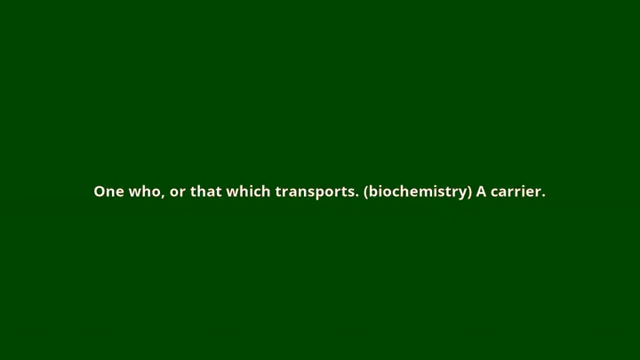 One who, or that which transports. (biochemistry) A carrier.